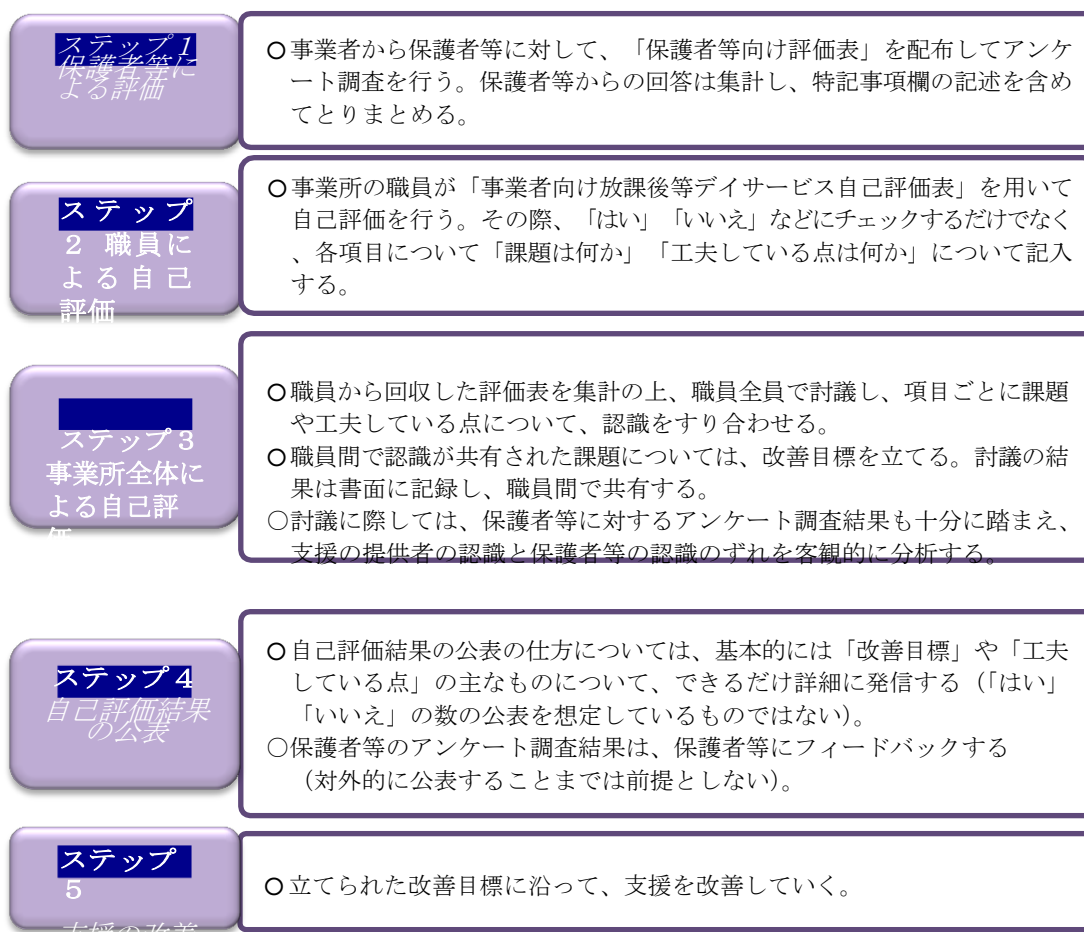 ステップ１
保護者等に
よる評価
○事業者から保護者等に対して、「保護者等向け評価表」を配布してアンケ
ート調査を行う。保護者等からの回答は集計し、特記事項欄の記述を含め
てとりまとめる。
ステップ
２ 職員に
よる自己
評価
○事業所の職員が「事業者向け放課後等デイサービス自己評価表」を用いて
自己評価を行う。その際、「はい」「いいえ」などにチェックするだけでなく
、各項目について「課題は何か」「工夫している点は何か」について記入
する。
ステップ３
事業所全体に
よる自己評
価
○職員から回収した評価表を集計の上、職員全員で討議し、項目ごとに課題
や工夫している点について、認識をすり合わせる。
○職員間で認識が共有された課題については、改善目標を立てる。討議の結
果は書面に記録し、職員間で共有する。
○討議に際しては、保護者等に対するアンケート調査結果も十分に踏まえ、
支援の提供者の認識と保護者等の認識のずれを客観的に分析する。
ステップ４
自己評価結果
の公表
○自己評価結果の公表の仕方については、基本的には「改善目標」や「工夫
している点」の主なものについて、できるだけ詳細に発信する（「はい」
「いいえ」の数の公表を想定しているものではない）。
○保護者等のアンケート調査結果は、保護者等にフィードバックする
（対外的に公表することまでは前提としない）。
ステップ
５
支援の改善
○立てられた改善目標に沿って、支援を改善していく。